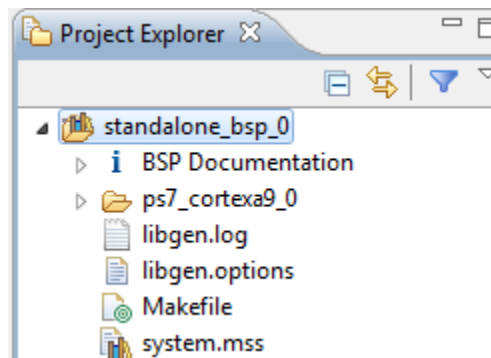 Project Explorer
standalone_bsp_0
BSP Documentation
ps7_cortexa9_0
libgen.log
libgen.options
Makefile
system.mss